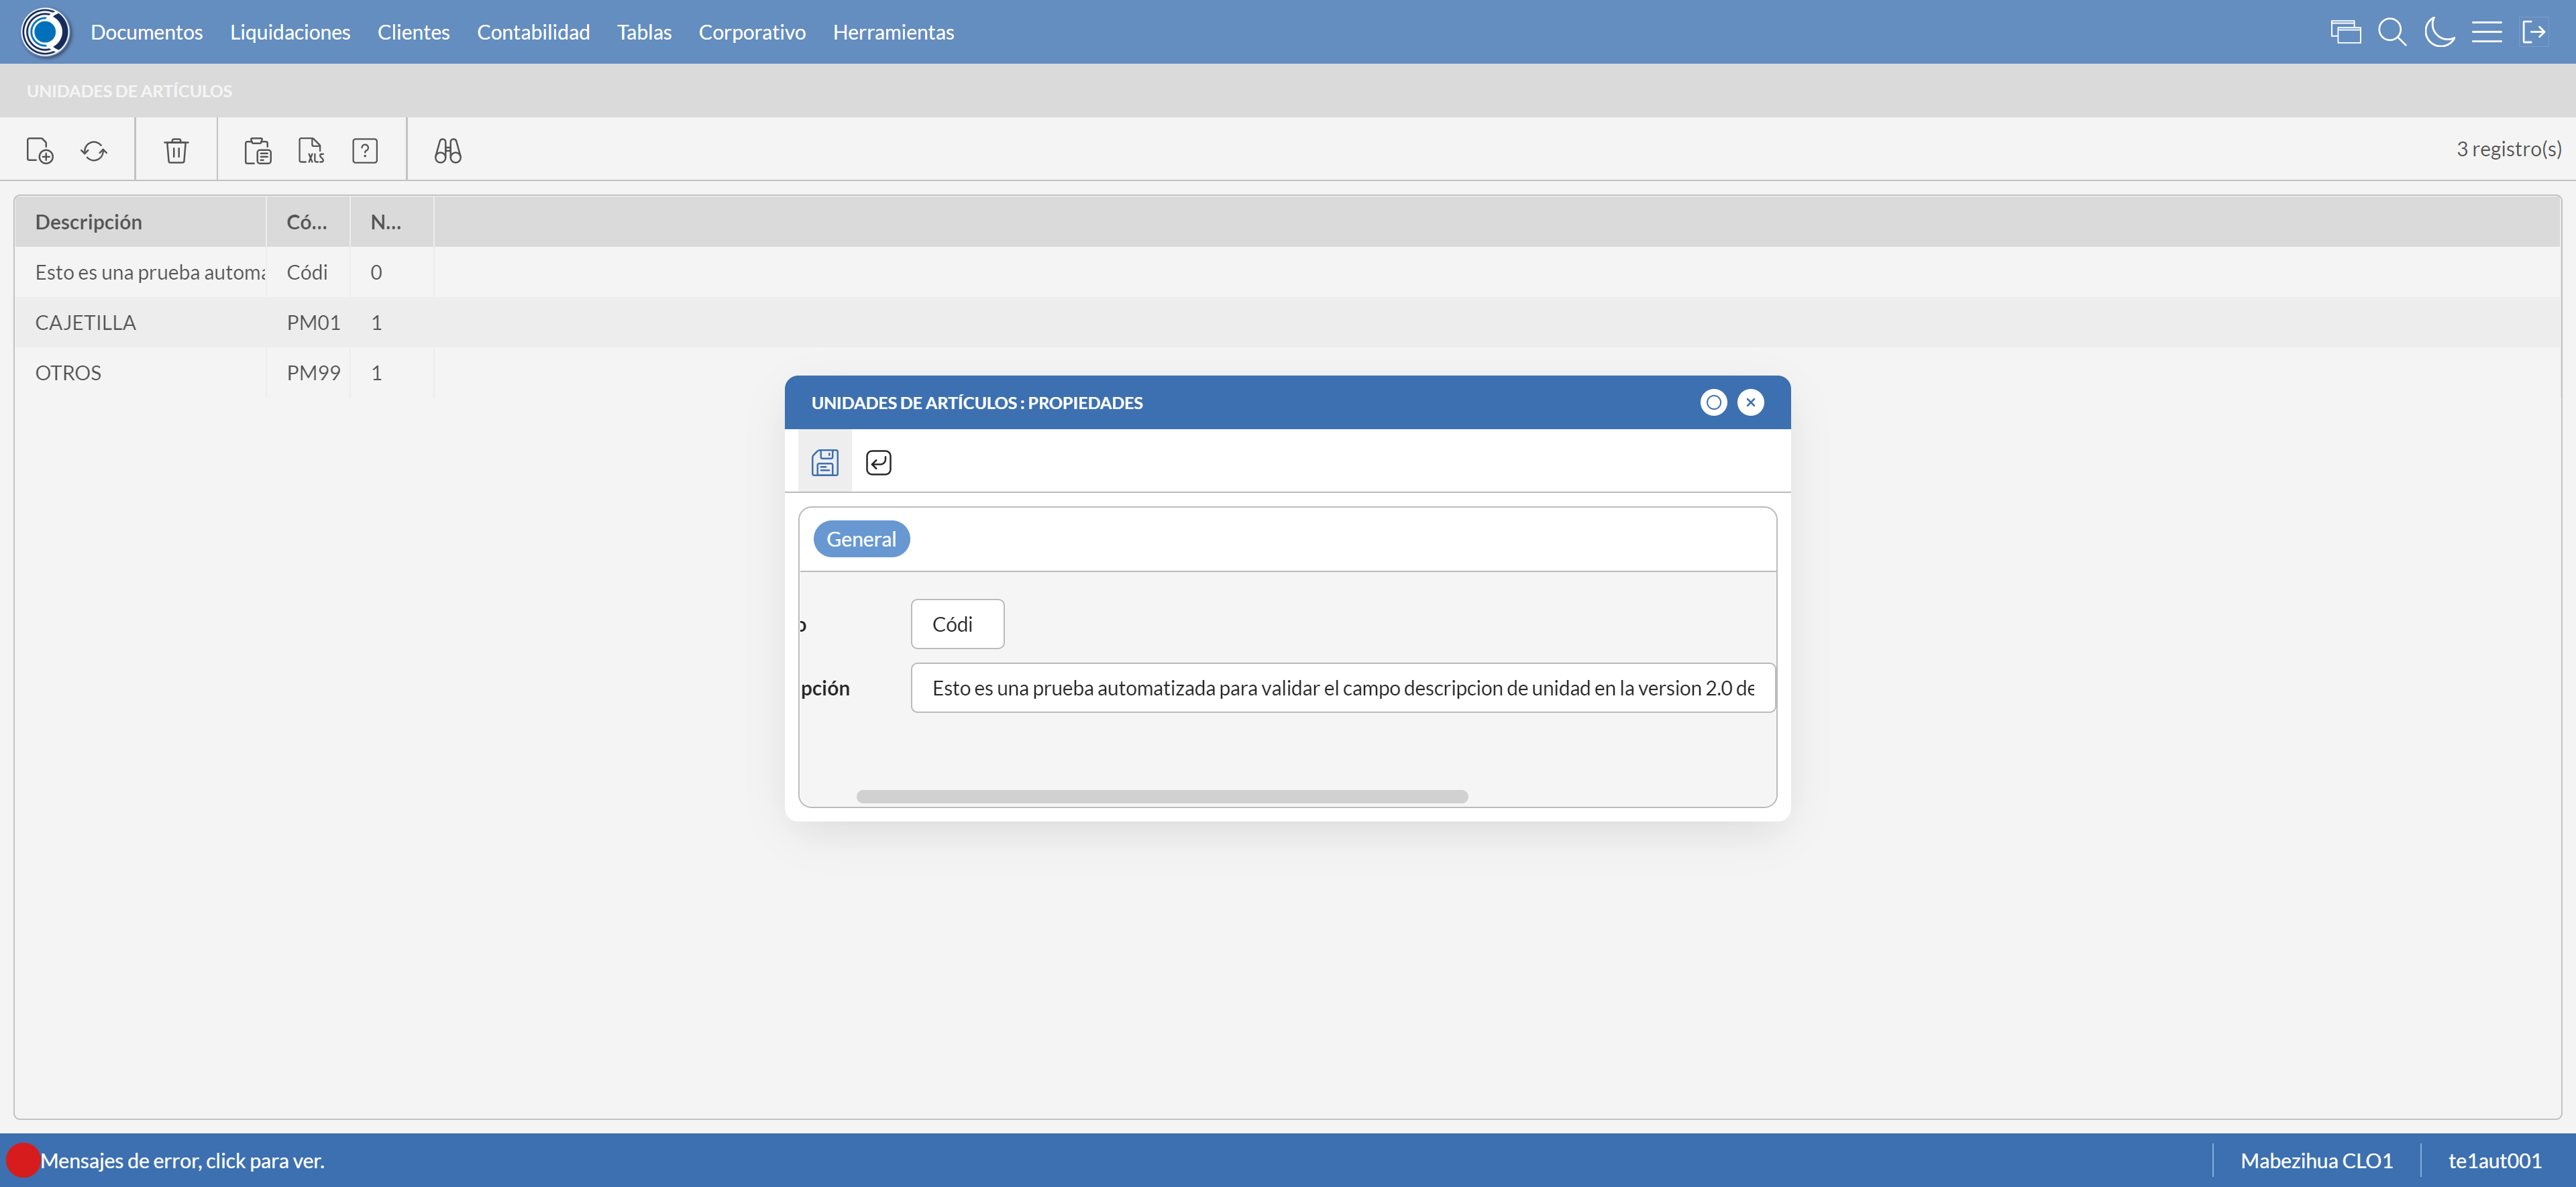 Documentos Liquidaciones Clientes Contabilidad Tablas Corporativo Herramientas
UNIDADES DE ARTÍCULOS
XLS ? 3 registro(s)
Descripción Có... N...
Esto es una prueba automa Códi 0
CAJETILLA PM01 1
OTROS PM99 1
UNIDADES DE ARTÍCULOS : PROPIEDADES
General
o Códi
pción Esto es una prueba automatizada para validar el campo descripcion de unidad en la version 2.0 de
Mensajes de error, click para ver. Mabezihua CLO1 te1aut001